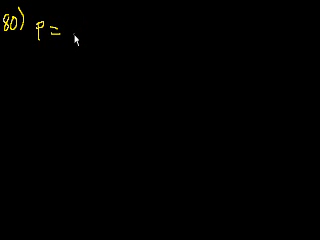 80) P =